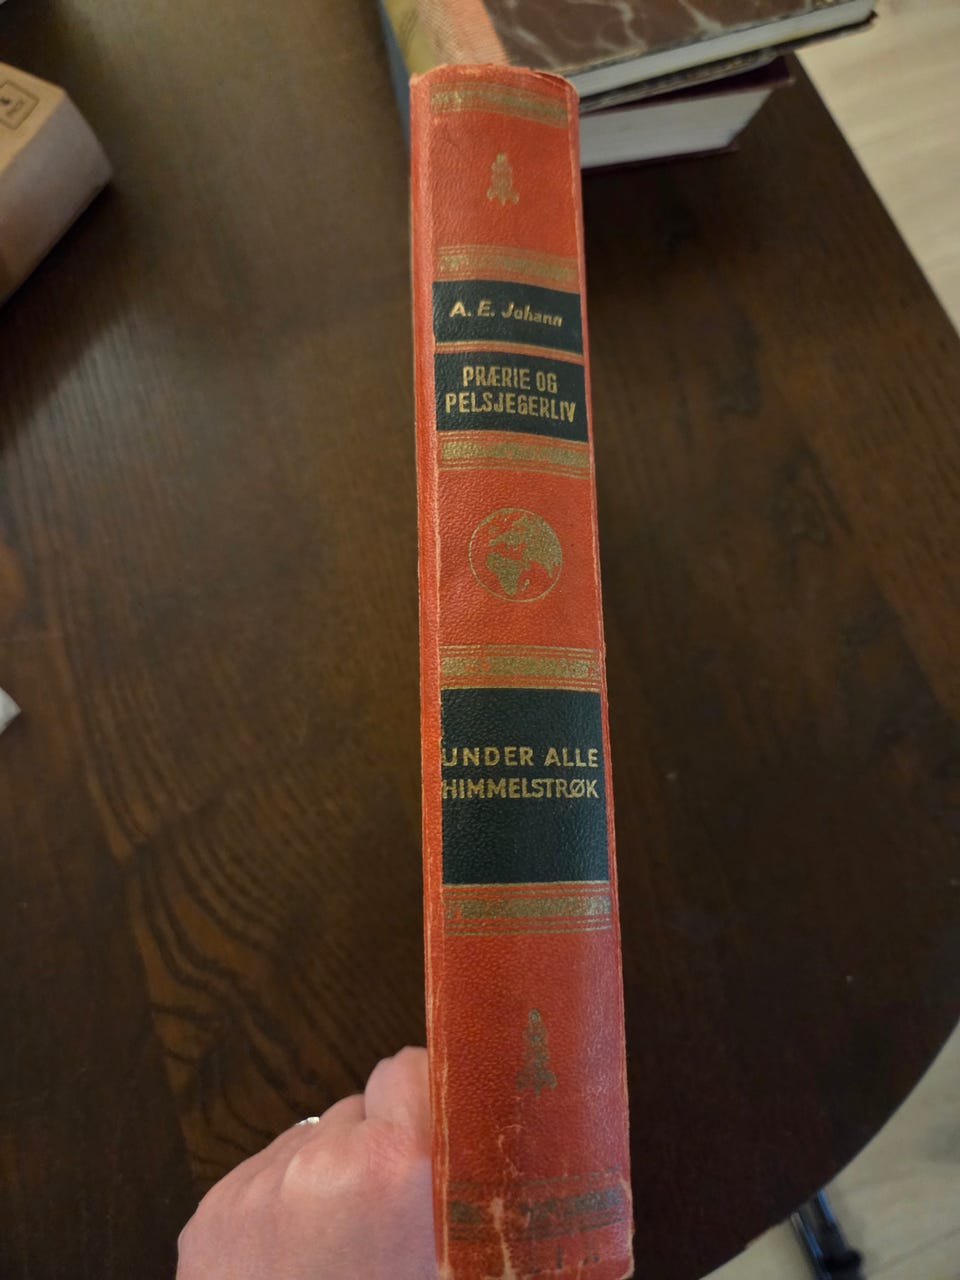 A. E. Johann
PRÆRIE OG
PELSJEGERLIV
UNDER ALLE
HIMMELSTRØK